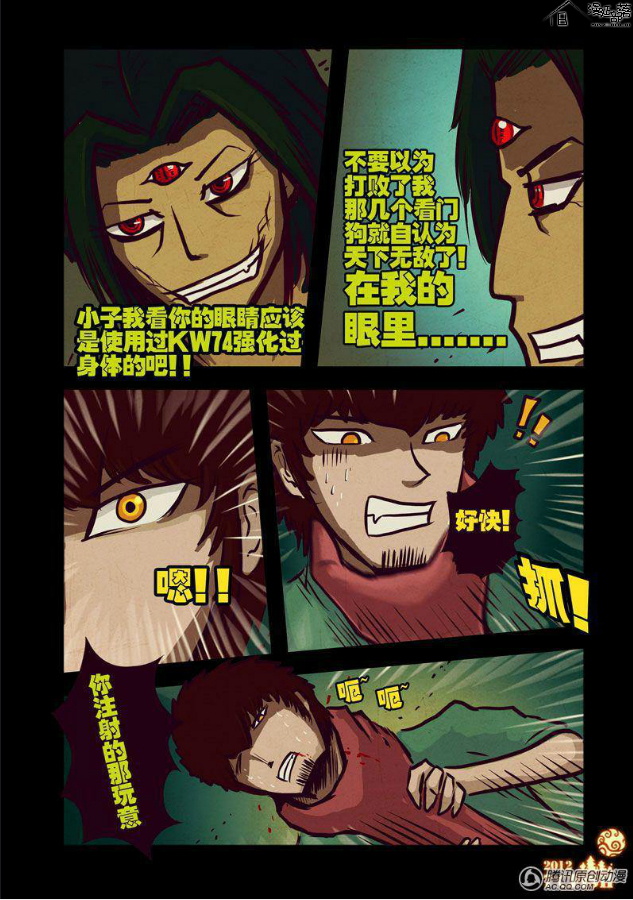 漫画部落
小子我看你的眼睛应该
是使用过KW74强化过
身体的吧！！
不要以为
打败了我
那几个看门
狗就自认为
天下无敌了！
在我的
眼里.......
嗯！！
!!
好快！
抓！
你注射的那玩意
呃~
呃~
2012
腾讯原创动漫
AC.QQ.COM